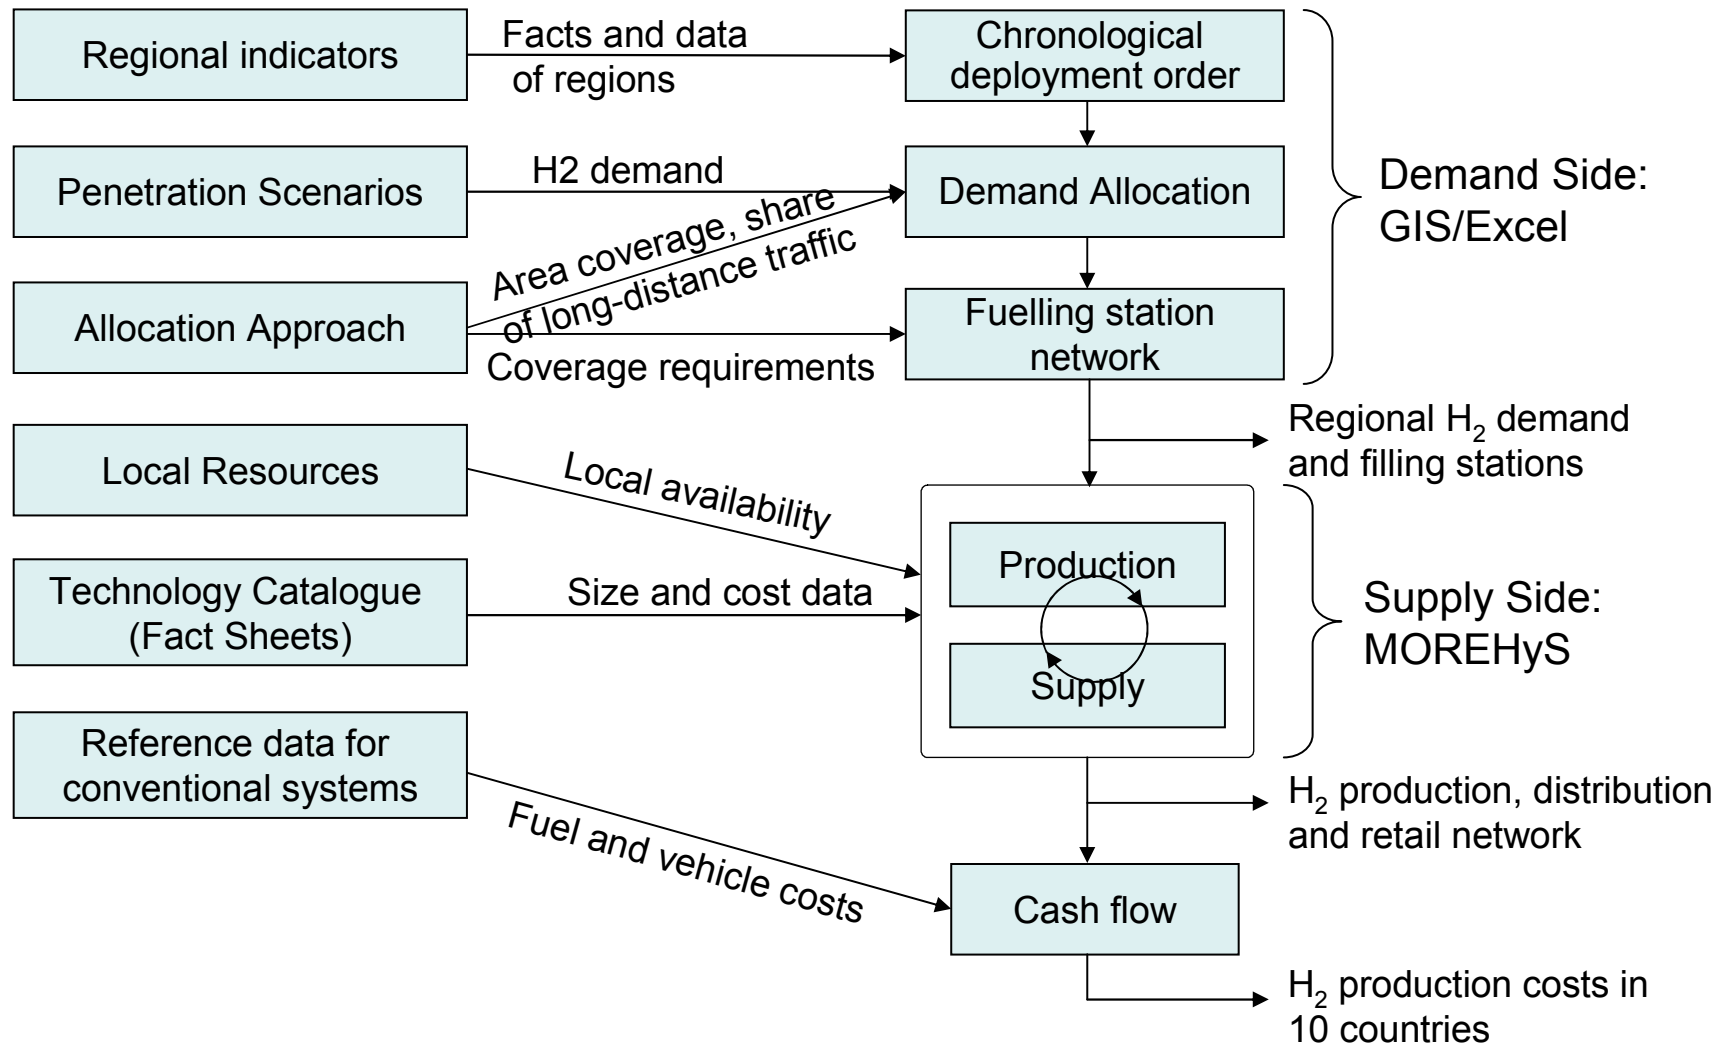 Regional indicators
Facts and data
of regions
Chronological
deployment order
Penetration Scenarios
H2 demand
Demand Allocation
Demand Side:
GIS/Excel
Allocation Approach
Area coverage, share
of long-distance traffic
Coverage requirements
Fuelling station
network
Regional H₂ demand
and filling stations
Local Resources
Local availability
Technology Catalogue
(Fact Sheets)
Size and cost data
Production
Supply
Supply Side:
MOREHyS
Reference data for
conventional systems
Fuel and vehicle costs
H₂ production, distribution
and retail network
Cash flow
H₂ production costs in
10 countries